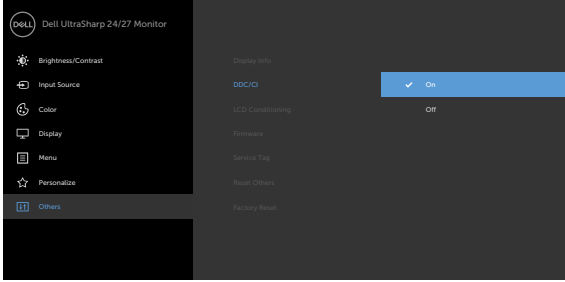 DELL
Dell UltraSharp 24/27 Monitor
Brightness/Contrast
Input Source
Color
Display
Menu
Personalize
Others
Display Info
DDC/CI
LCD Conditioning
Firmware
Service Tag
Reset Others
Factory Reset
On
Off